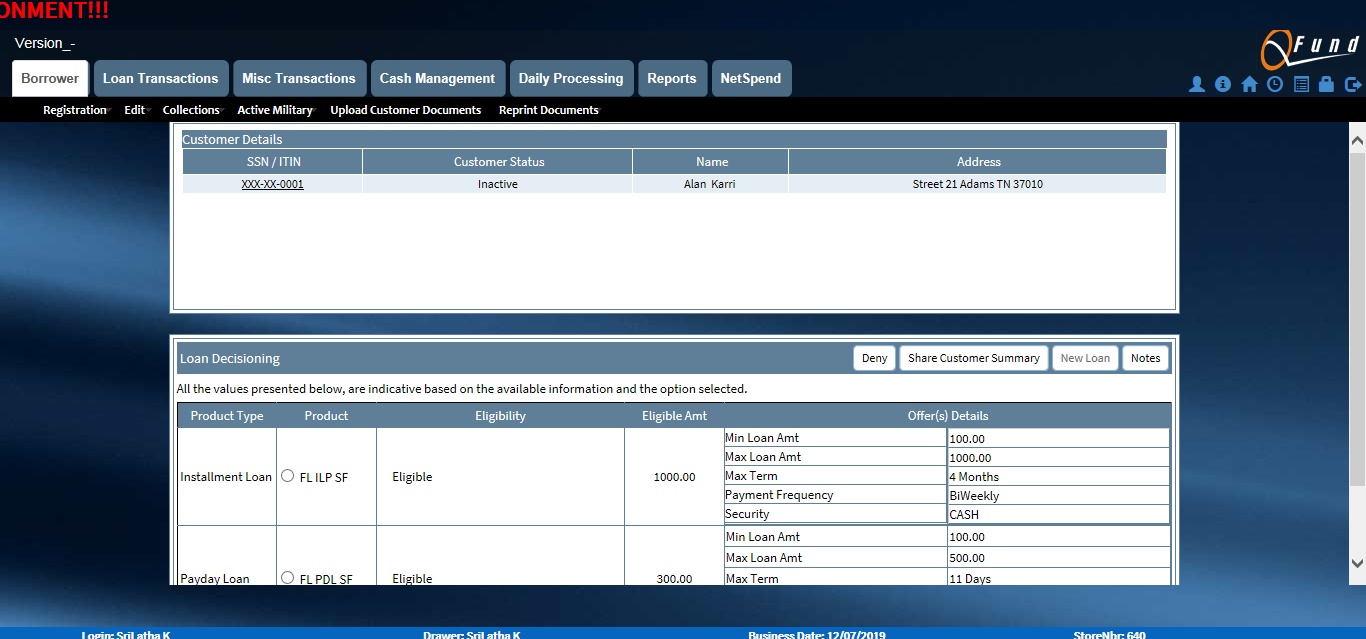 ONMENT!!!
Version_-
QFund
Borrower Loan Transactions Misc Transactions Cash Management Daily Processing Reports NetSpend
Registration Edit Collections Active Military Upload Customer Documents Reprint Documents
Customer Details
SSN / ITIN Customer Status Name Address
XXX-XX-0001 Inactive Alan Karri Street 21 Adams TN 37010
Loan Decisioning Deny Share Customer Summary New Loan Notes
All the values presented below, are indicative based on the available information and the option selected.
Product Type Product Eligibility Eligible Amt Offer(s) Details
Min Loan Amt 100.00
Max Loan Amt 1000.00
Installment Loan FL ILP SF Eligible 1000.00 Max Term 4 Months
Payment Frequency BiWeekly
Security CASH
Min Loan Amt 100.00
Max Loan Amt 500.00
Payday Loan FL PDL SF Eligible 300.00 Max Term 11 Days
Login: SriLatha K Drawer: SriLatha K Business Date: 12/07/2019 StoreNbr: 640